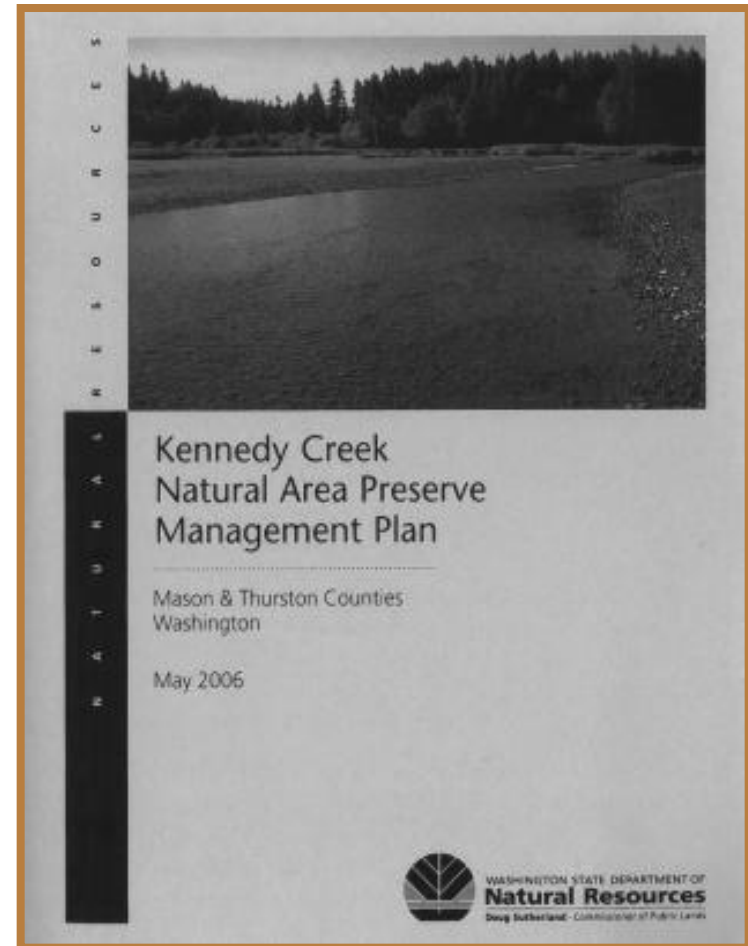 NATURAL RESOURCES
Kennedy Creek
Natural Area Preserve
Management Plan
Mason & Thurston Counties
Washington
May 2006
WASHINGTON STATE DEPARTMENT OF
Natural Resources
Doug Sutherland - Commissioner of Public Lands